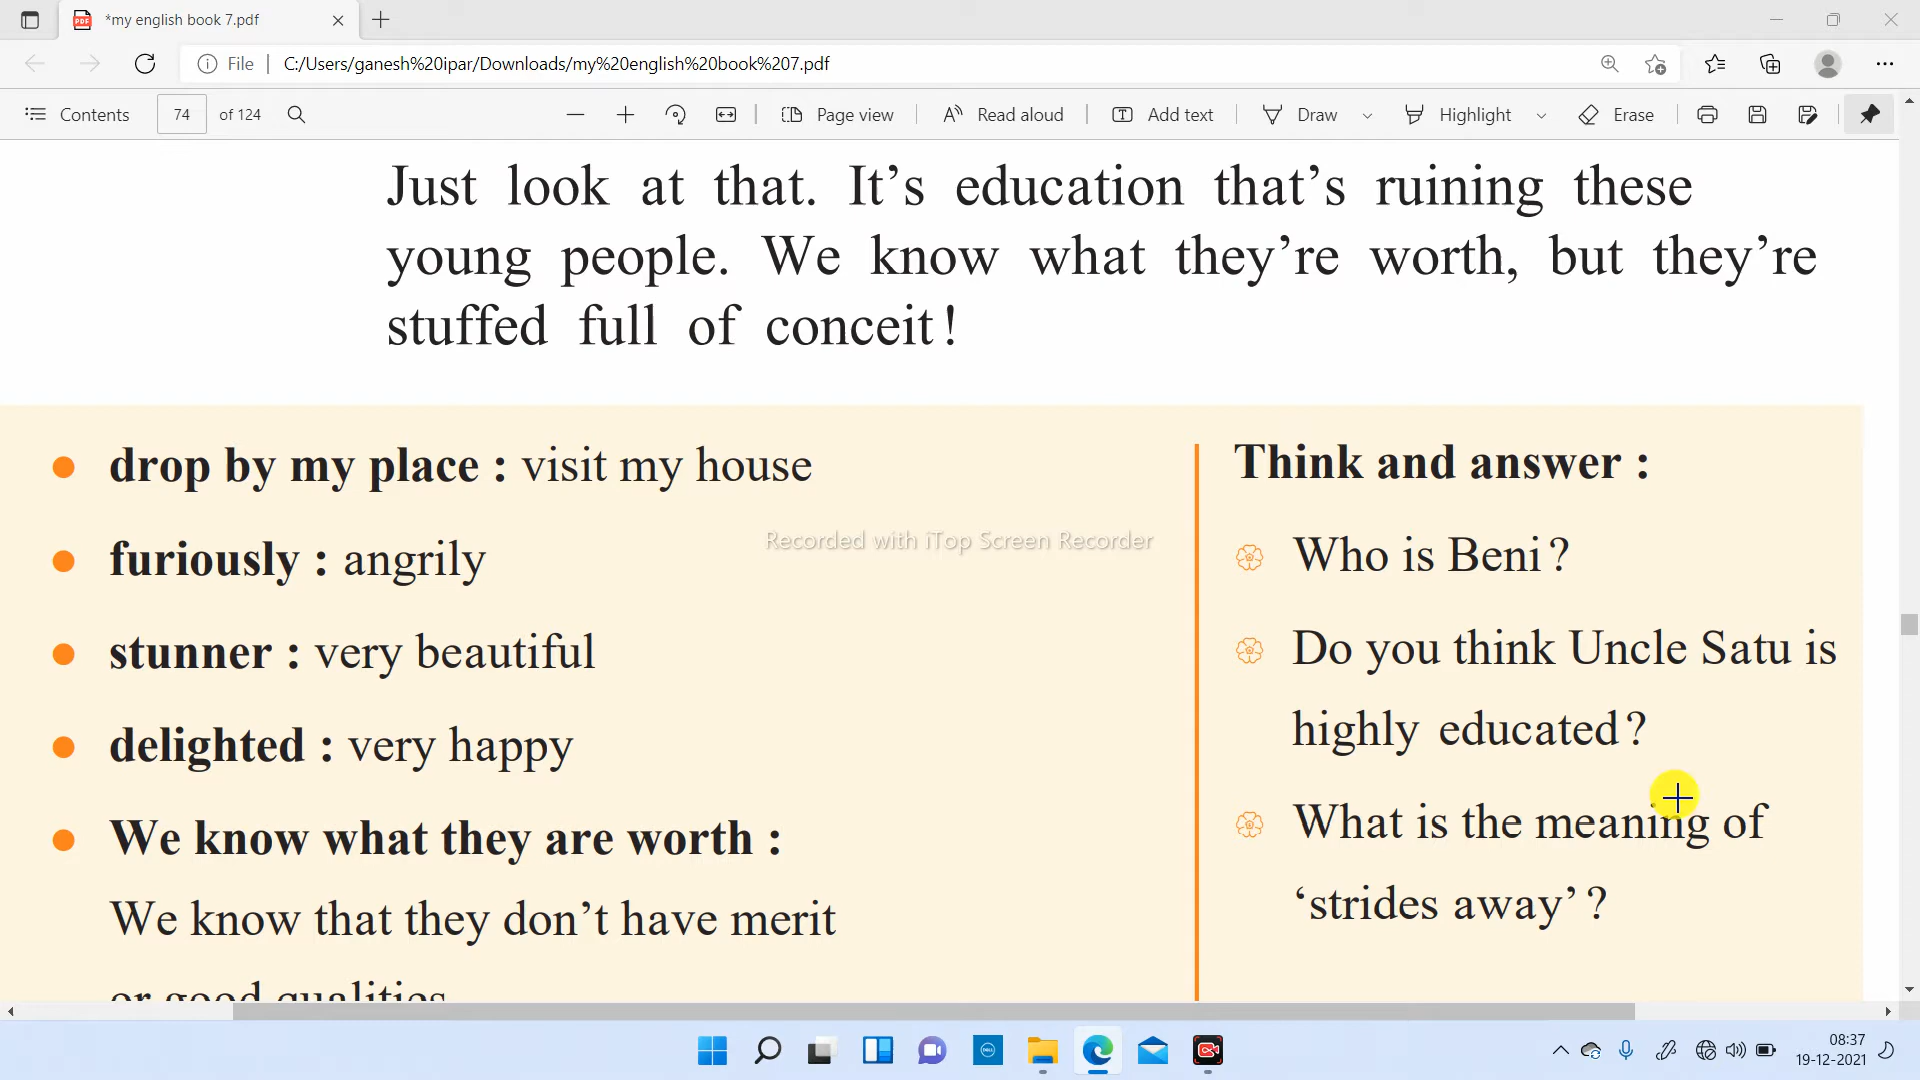 *my english book 7.pdf
File
C:/Users/ganesh%20ipar/Downloads/my%20english%20book%207.pdf
Contents
74
of 124
Page view
Read aloud
Add text
Draw
Highlight
Erase
Just look at that. It’s education that’s ruining these
young people. We know what they’re worth, but they’re
stuffed full of conceit!
drop by my place : visit my house
furiously : angrily
stunner : very beautiful
delighted : very happy
We know what they are worth :
We know that they don’t have merit
or good qualities
Recorded with iTop Screen Recorder
Think and answer :
Who is Beni?
Do you think Uncle Satu is
highly educated?
What is the meaning of
‘strides away’?
08:37
19-12-2021